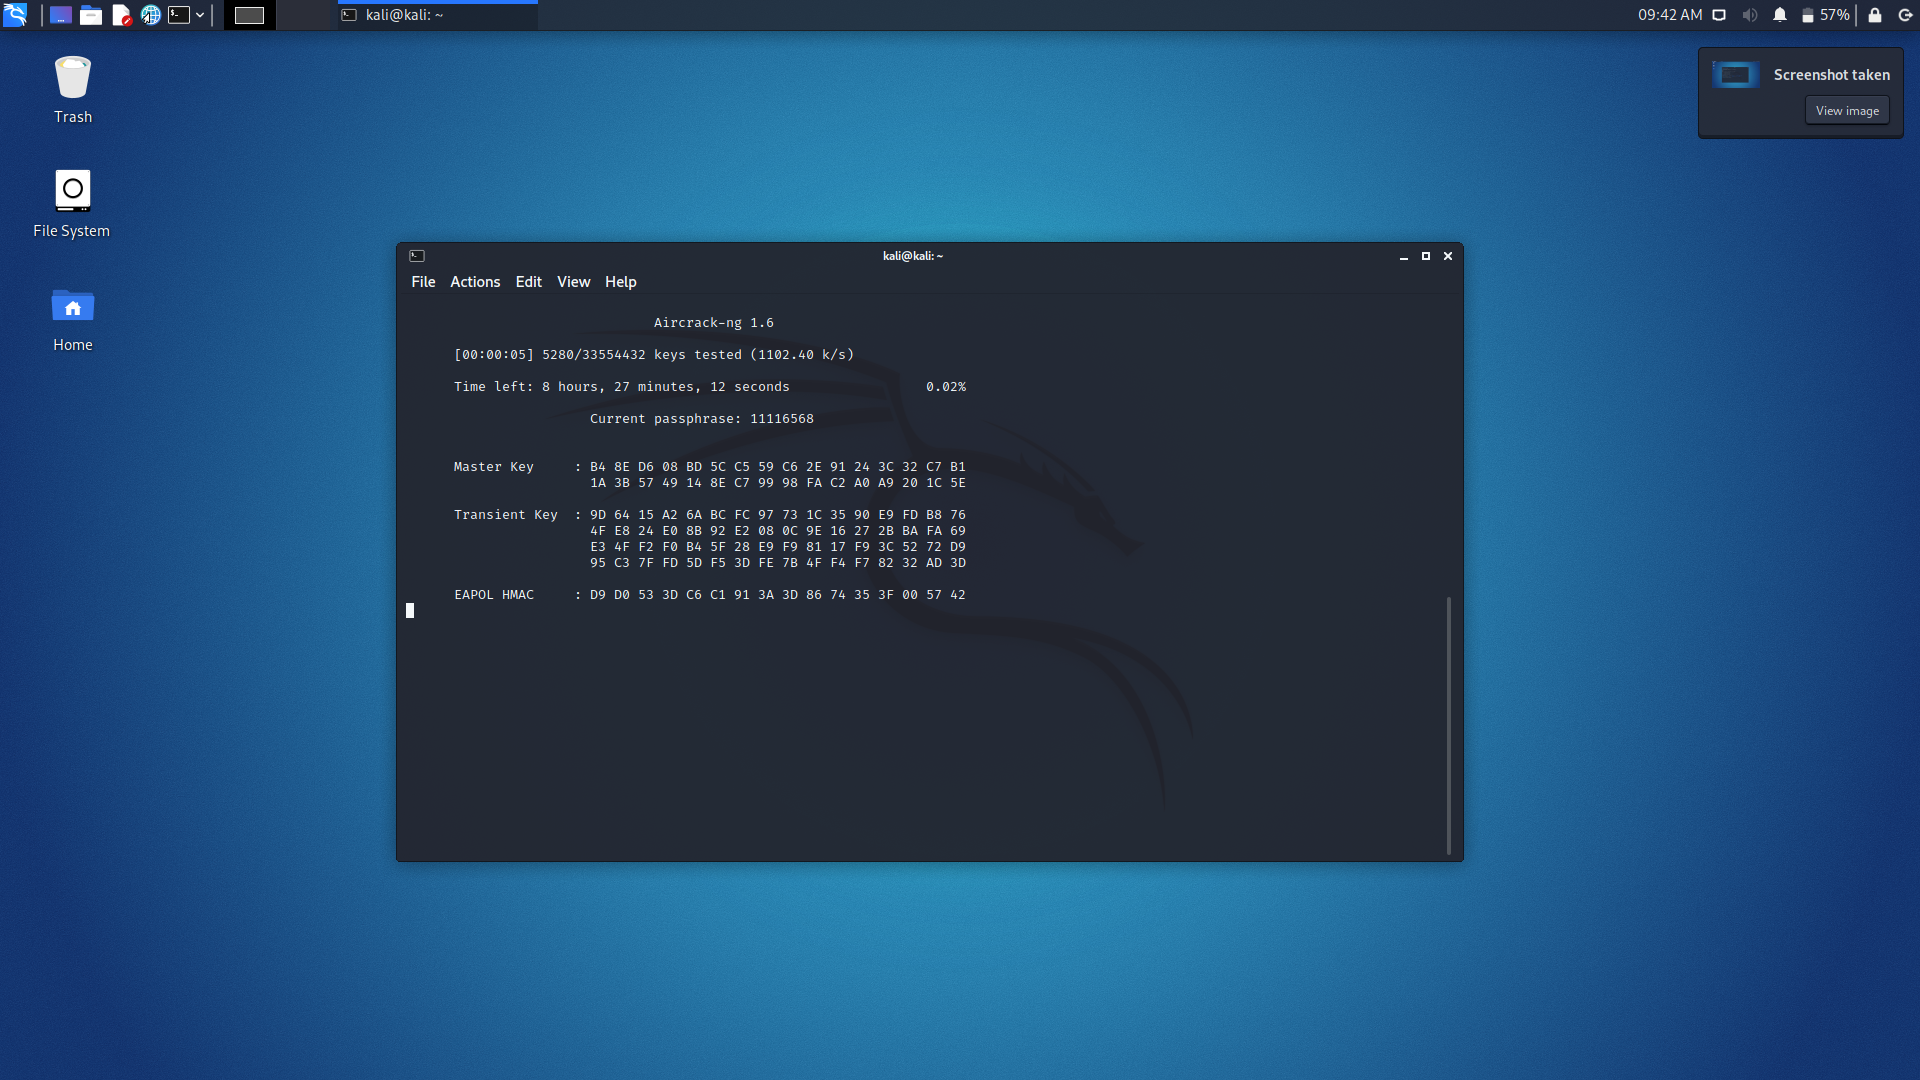 kali@kali: ~
09:42 AM
57%
Trash
File System
Home
Screenshot taken
View image
kali@kali: ~
File Actions Edit View Help
Aircrack-ng 1.6
[00:00:05] 5280/33554432 keys tested (1102.40 k/s)
Time left: 8 hours, 27 minutes, 12 seconds 0.02%
Current passphrase: 11116568
Master Key : B4 8E D6 08 BD 5C C5 59 C6 2E 91 24 3C 32 C7 B1
1A 3B 57 49 14 8E C7 99 98 FA C2 A0 A9 20 1C 5E
Transient Key : 9D 64 15 A2 6A BC FC 97 73 1C 35 90 E9 FD B8 76
4F E8 24 E0 8B 92 E2 08 0C 9E 16 27 2B BA FA 69
E3 4F F2 F0 B4 5F 28 E9 F9 81 17 F9 3C 52 72 D9
95 C3 7F FD 5D F5 3D FE 7B 4F F4 F7 82 32 AD 3D
EAPOL HMAC : D9 D0 53 3D C6 C1 91 3A 3D 86 74 35 3F 00 57 42